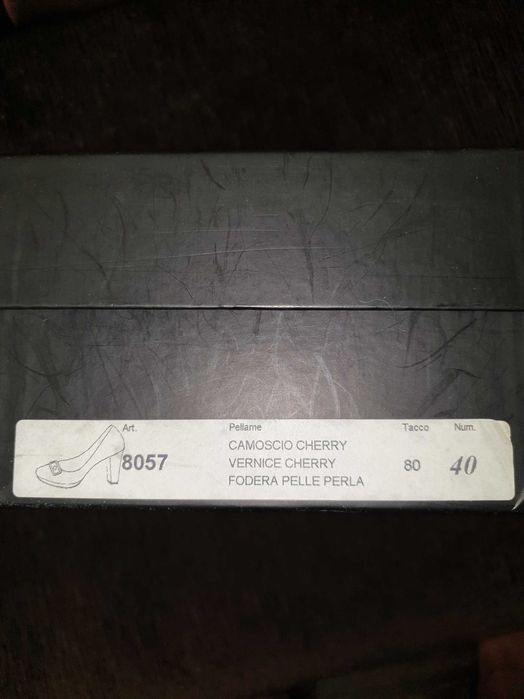 Art. Pellame Tacco Num.
CAMOSCIO CHERRY
8057 VERNICE CHERRY 80 40
FODERA PELLE PERLA